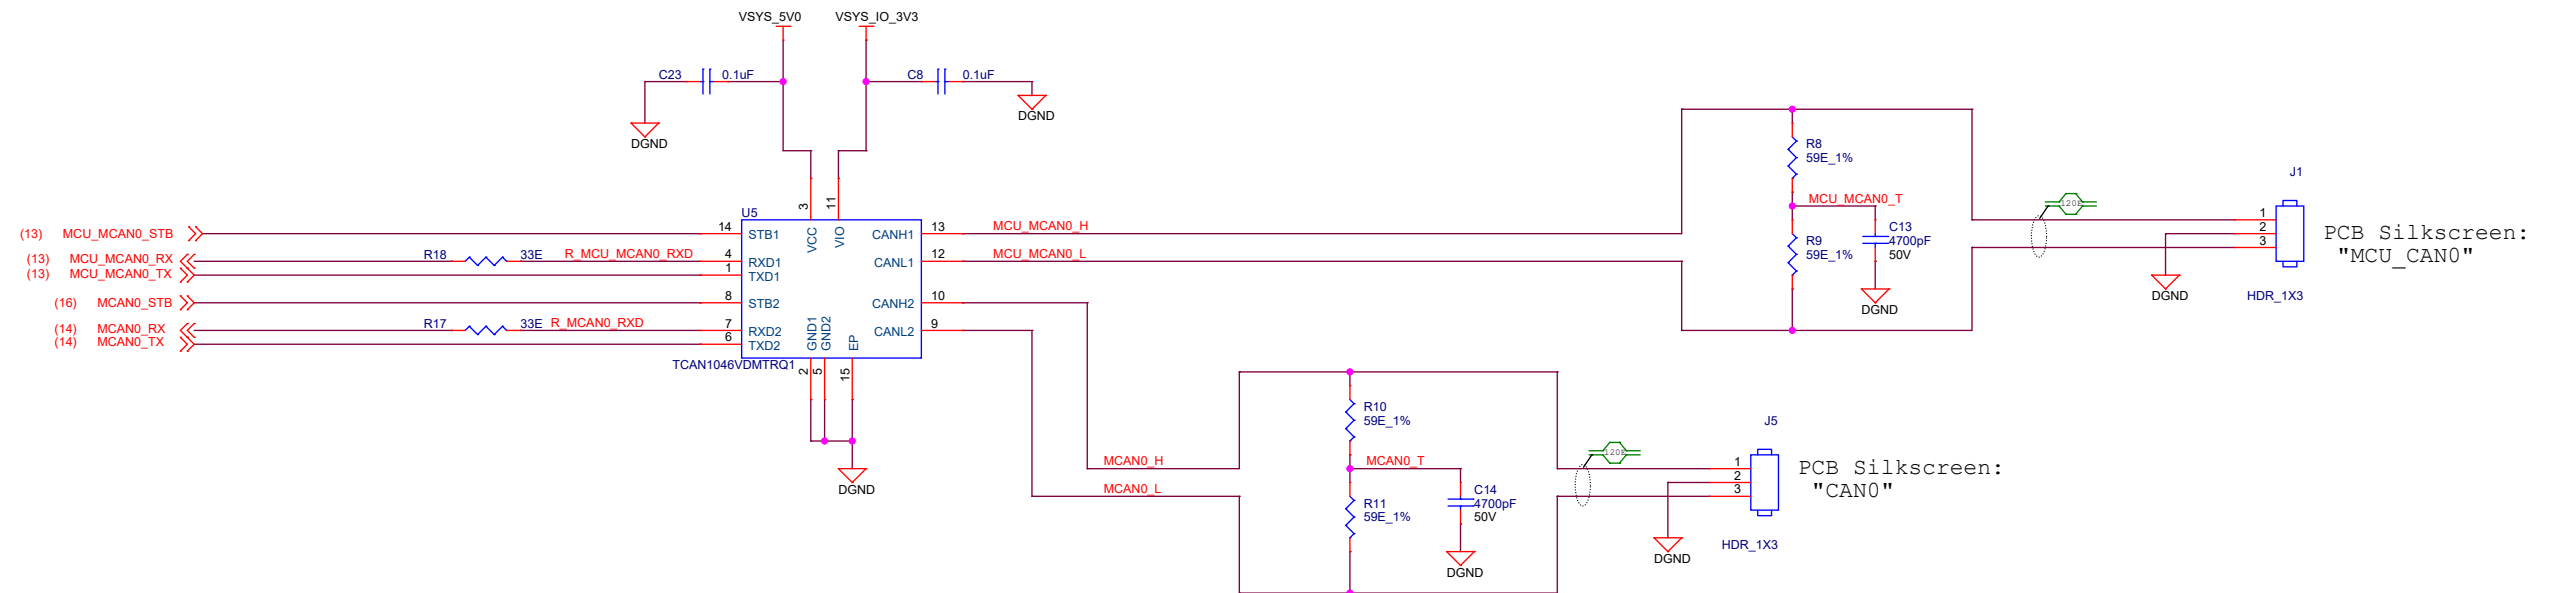 VSYS_5V0
VSYS_IO_3V3
C23
0.1uF
C8
0.1uF
DGND
DGND
U5
3
11
(13) MCU_MCAN0_STB
14
STB1
VCC
VIO
CANH1
13
MCU_MCAN0_H
(13) MCU_MCAN0_RX
R18
33E
R_MCU_MCAN0_RXD
4
RXD1
CANL1
12
MCU_MCAN0_L
(13) MCU_MCAN0_TX
1
TXD1
(16) MCAN0_STB
8
STB2
CANH2
10
(14) MCAN0_RX
R17
33E
R_MCAN0_RXD
7
RXD2
GND1
GND2
EP
CANL2
9
(14) MCAN0_TX
6
TXD2
TCAN1046VDMTRQ1
2
5
15
DGND
R8
59E_1%
MCU_MCAN0_T
R9
59E_1%
C13
4700pF
50V
DGND
120E
J1
1
2
3
DGND
HDR_1X3
PCB Silkscreen:
"MCU_CAN0"
MCAN0_H
MCAN0_L
R10
59E_1%
MCAN0_T
R11
59E_1%
C14
4700pF
50V
DGND
120E
J5
1
2
3
DGND
HDR_1X3
PCB Silkscreen:
"CAN0"